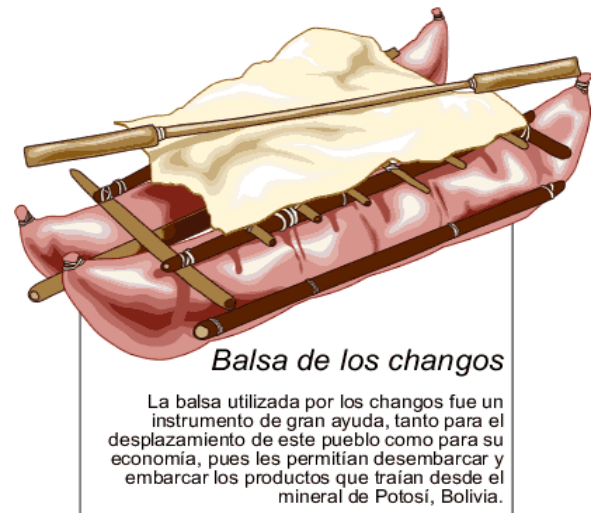 Balsa de los changos
La balsa utilizada por los changos fue un
instrumento de gran ayuda, tanto para el
desplazamiento de este pueblo como para su
economía, pues les permitían desembarcar y
embarcar los productos que traían desde el
mineral de Potosí, Bolivia.